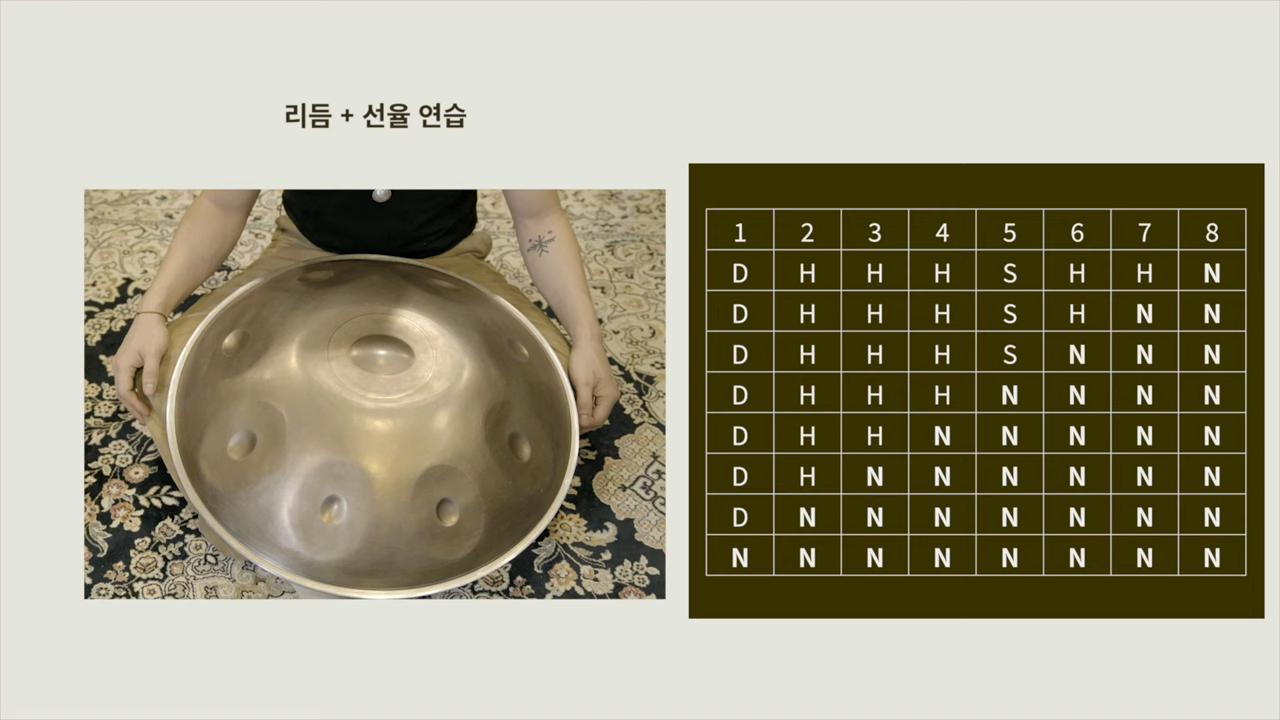 리듬 + 선율 연습
1 2 3 4 5 6 7 8
D H H H S H H N
D H H H S H N N
D H H H S N N N
D H H H N N N N
D H H N N N N N
D H N N N N N N
D N N N N N N N
N N N N N N N N